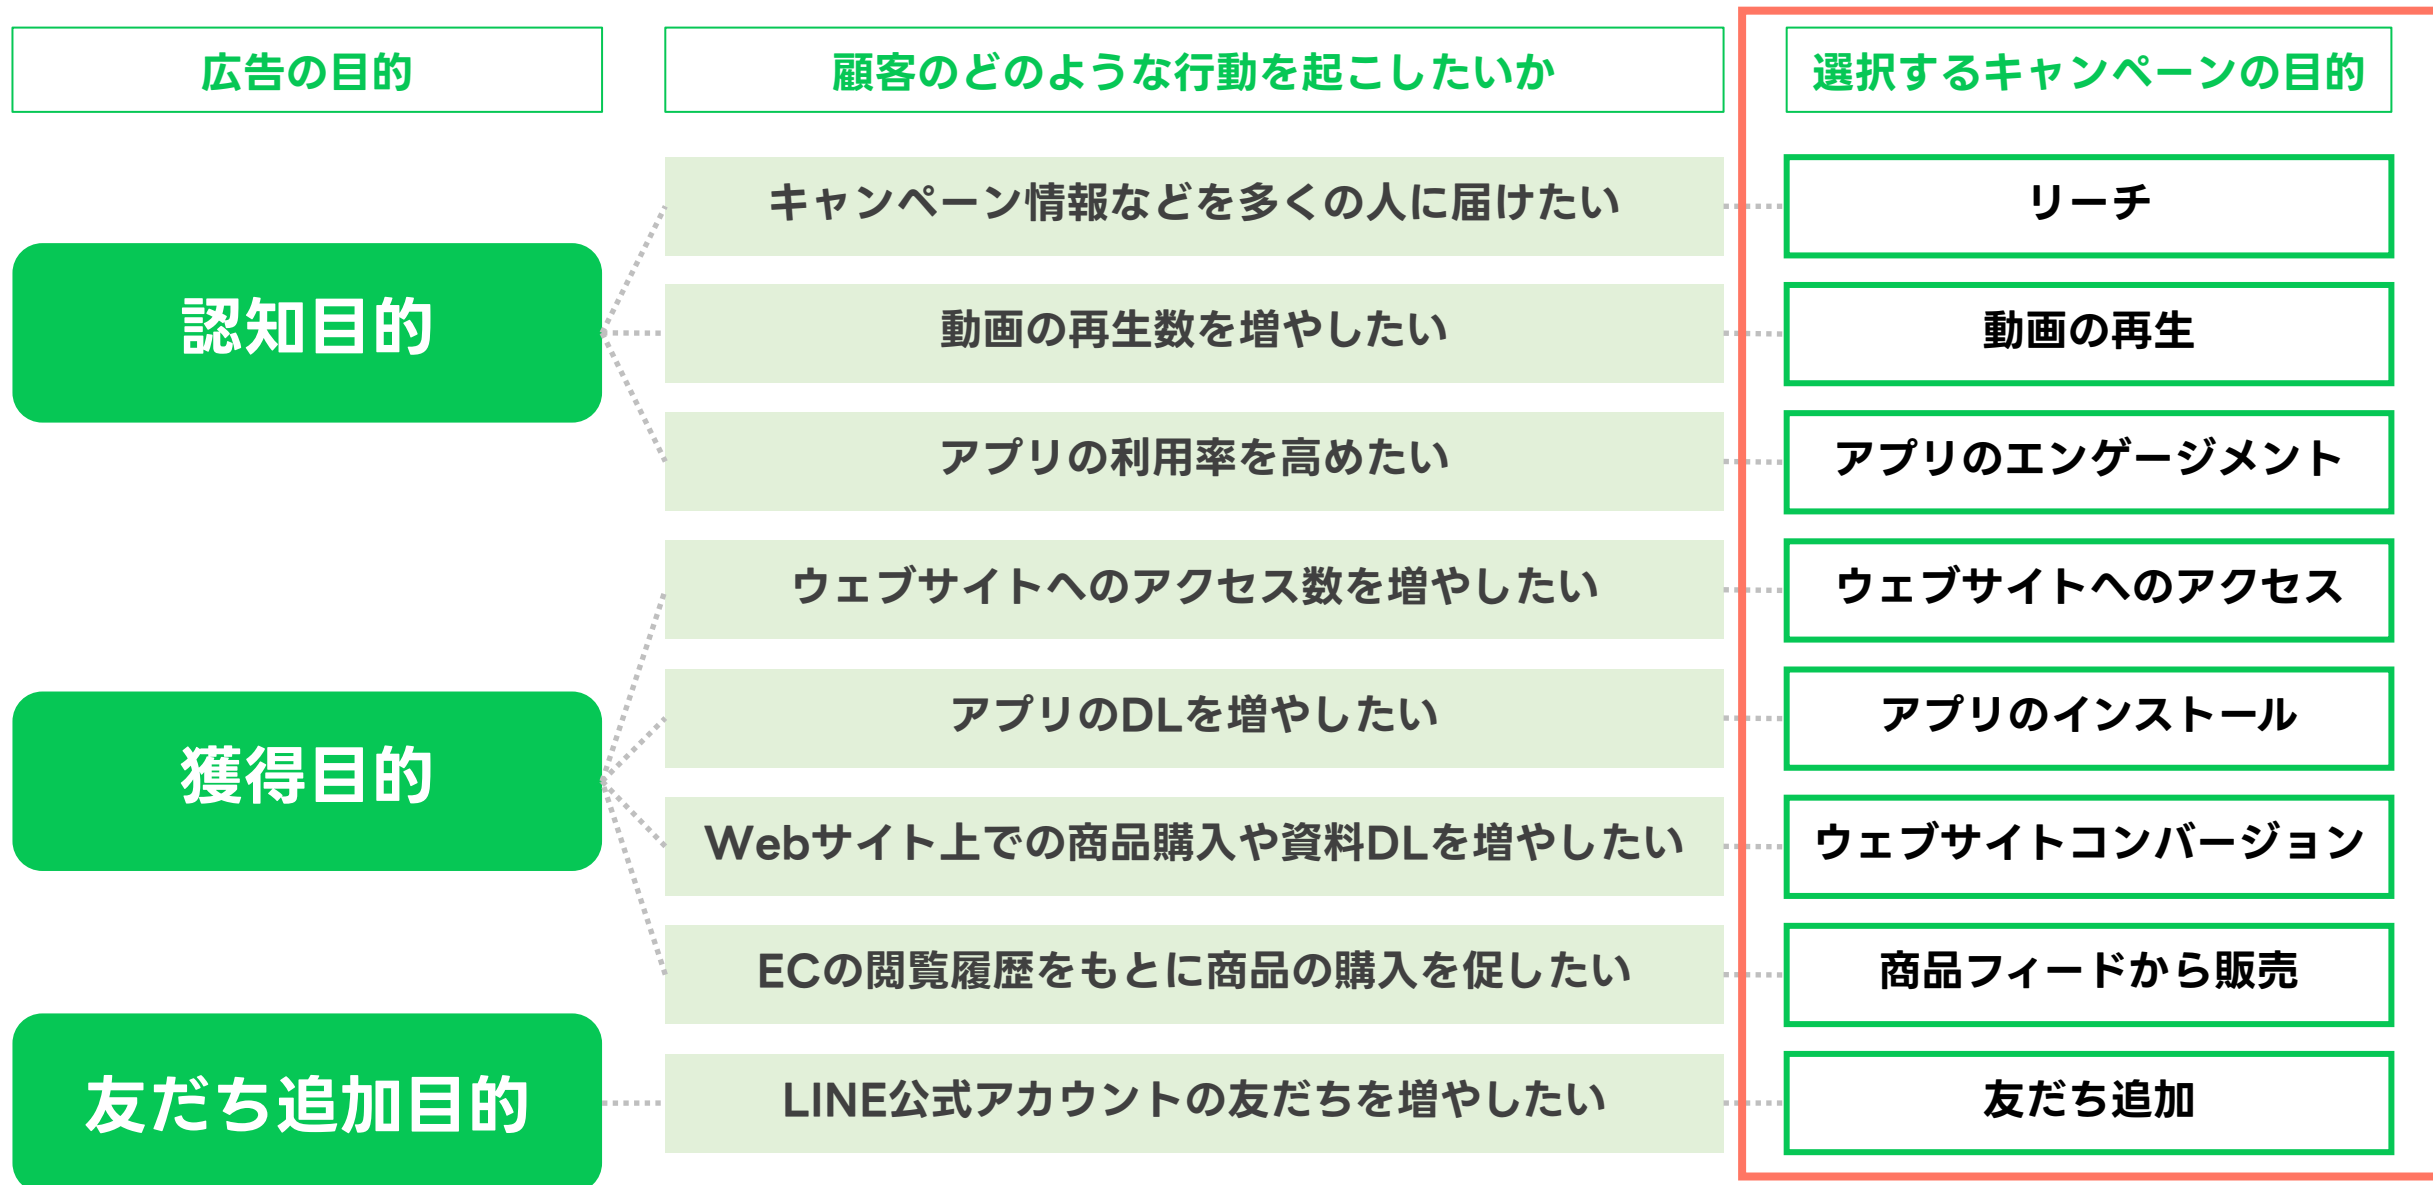 広告の目的
顧客のどのような行動を起こしたいか
選択するキャンペーンの目的
認知目的
キャンペーン情報などを多くの人に届けたい
リーチ
動画の再生数を増やしたい
動画の再生
アプリの利用率を高めたい
アプリのエンゲージメント
獲得目的
ウェブサイトへのアクセス数を増やしたい
ウェブサイトへのアクセス
アプリのDLを増やしたい
アプリのインストール
Webサイト上での商品購入や資料DLを増やしたい
ウェブサイトコンバージョン
ECの閲覧履歴をもとに商品の購入を促したい
商品フィードから販売
友だち追加目的
LINE公式アカウントの友だちを増やしたい
友だち追加